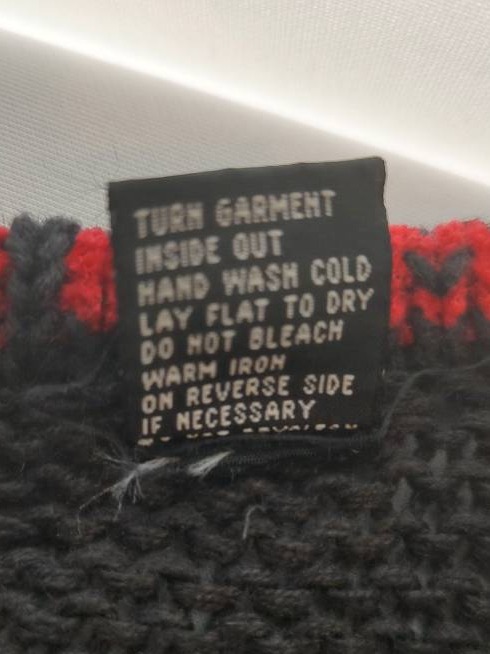 TURN GARMENT
INSIDE OUT
HAND WASH COLD
LAY FLAT TO DRY
DO NOT BLEACH
WARM IRON
ON REVERSE SIDE
IF NECESSARY